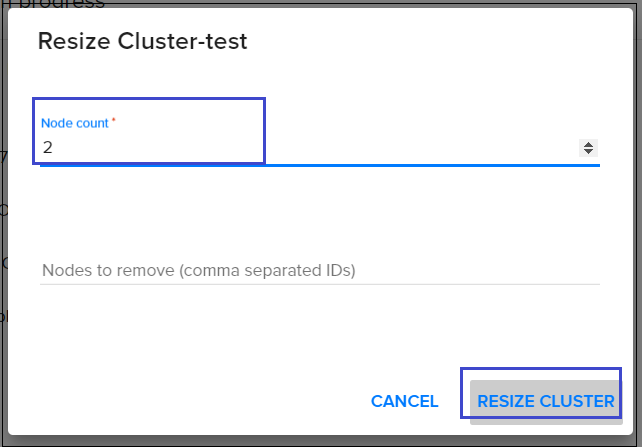 progress
Resize Cluster-test
Node count *
2
Nodes to remove (comma separated IDs)
CANCEL
RESIZE CLUSTER